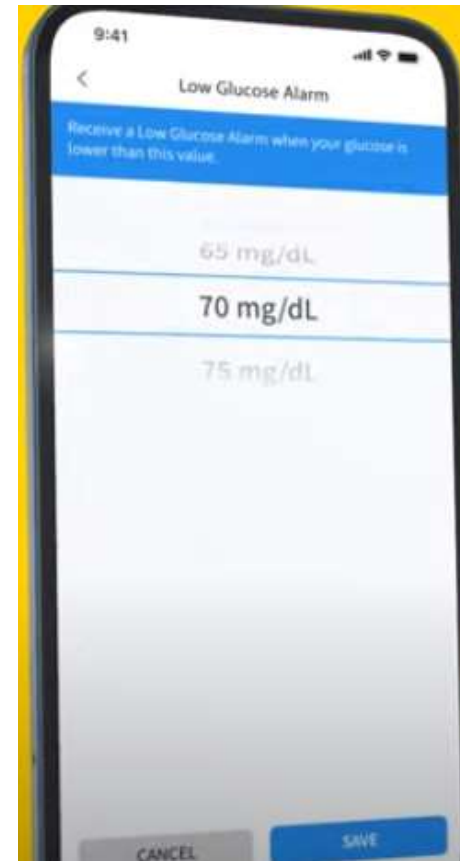 9:41
Low Glucose Alarm
Receive a Low Glucose Alarm when your glucose is
lower than this value.
65 mg/dL
70 mg/dL
75 mg/dL
CANCEL
SAVE